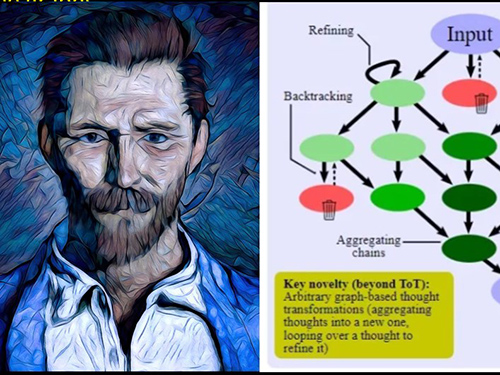 Input
Refining
Backtracking
Aggregating
chains
Key novelty (beyond ToT):
Arbitrary graph-based thought
transformations (aggregating
thoughts into a new one,
looping over a thought to
refine it)